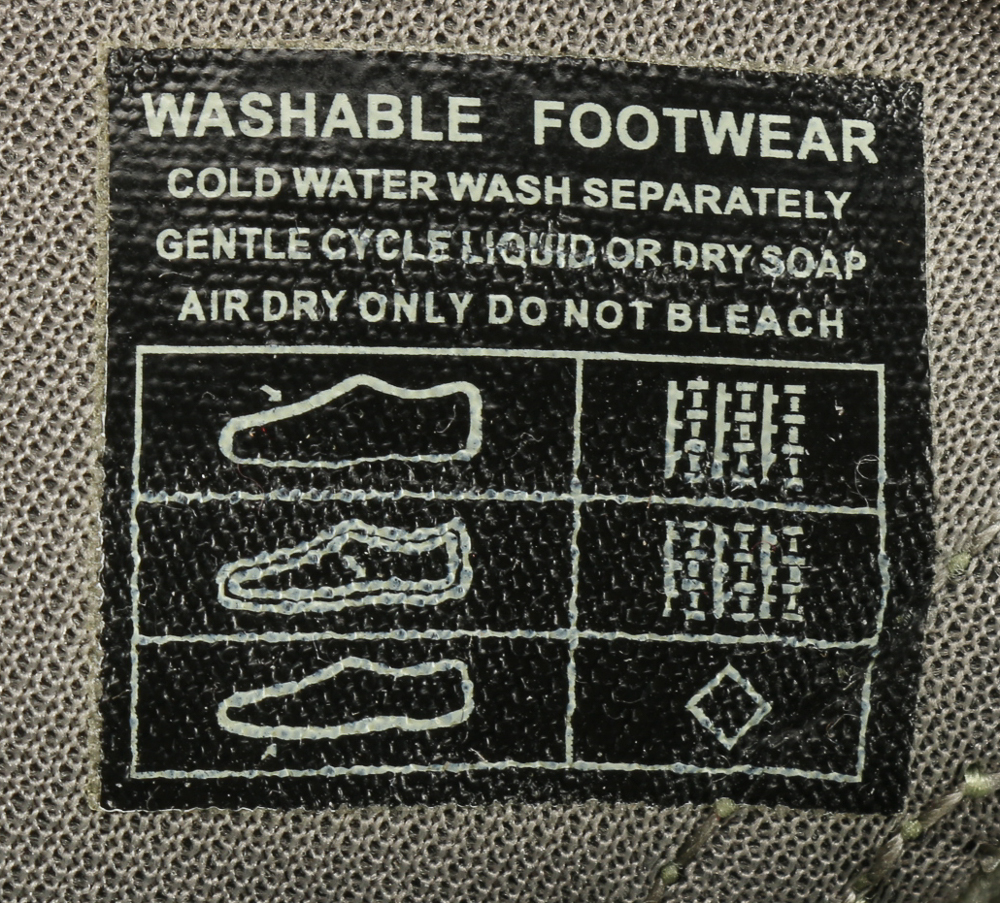 WASHABLE FOOTWEAR
COLD WATER WASH SEPARATELY
GENTLE CYCLE LIQUID OR DRY SOAP
AIR DRY ONLY DO NOT BLEACH